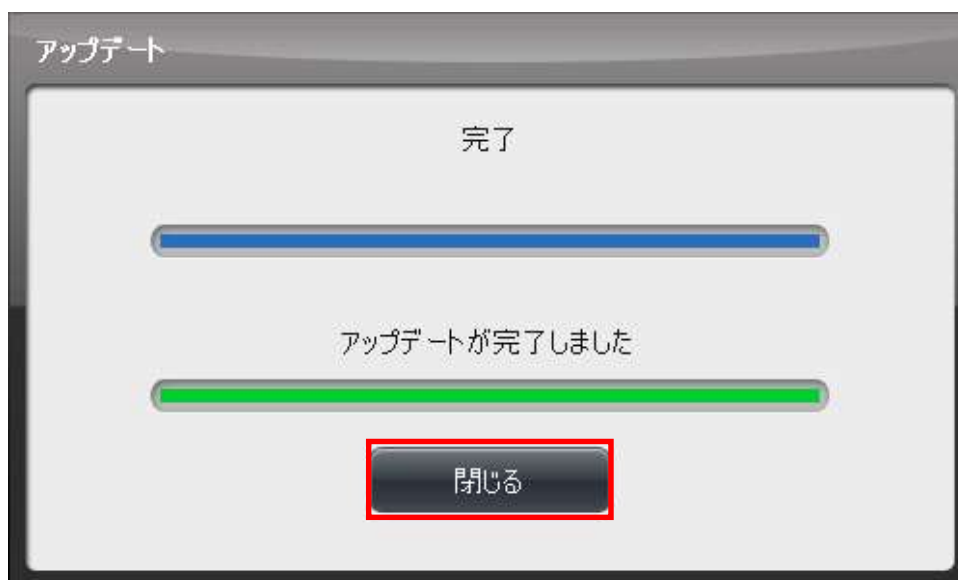 アップデート
完了
アップデートが完了しました
閉じる